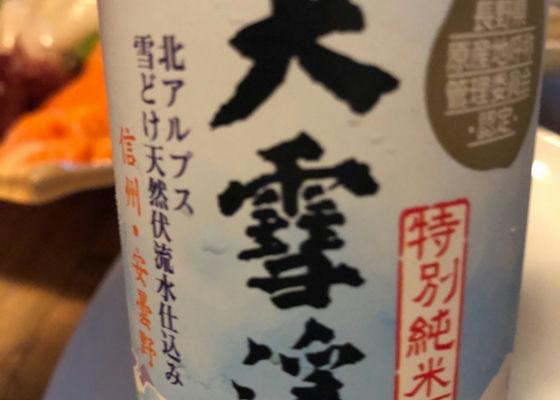 大雪渓
北アルプス
雪どけ天然伏流水仕込み
信州・安曇野
長野県
原産地呼称
管理委員会
・認定・
特別純米